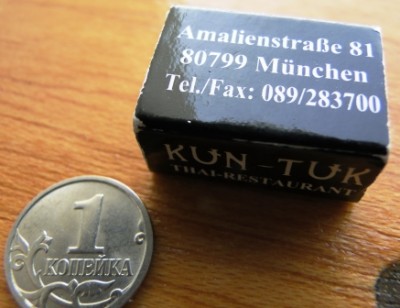 Amalienstraße 81
80799 München
Tel./Fax: 089/283700
KUN-TUK
THAI-RESTAURANT
1
КОПЕЙКА